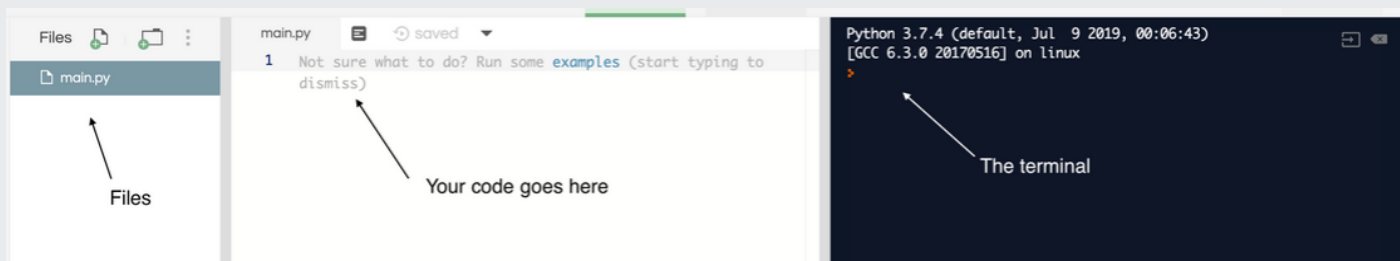 Files
main.py
Files
main.py saved
1 Not sure what to do? Run some examples (start typing to
dismiss)
Your code goes here
Python 3.7.4 (default, Jul  9 2019, 00:06:43)
[GCC 6.3.0 20170516] on linux
>
The terminal